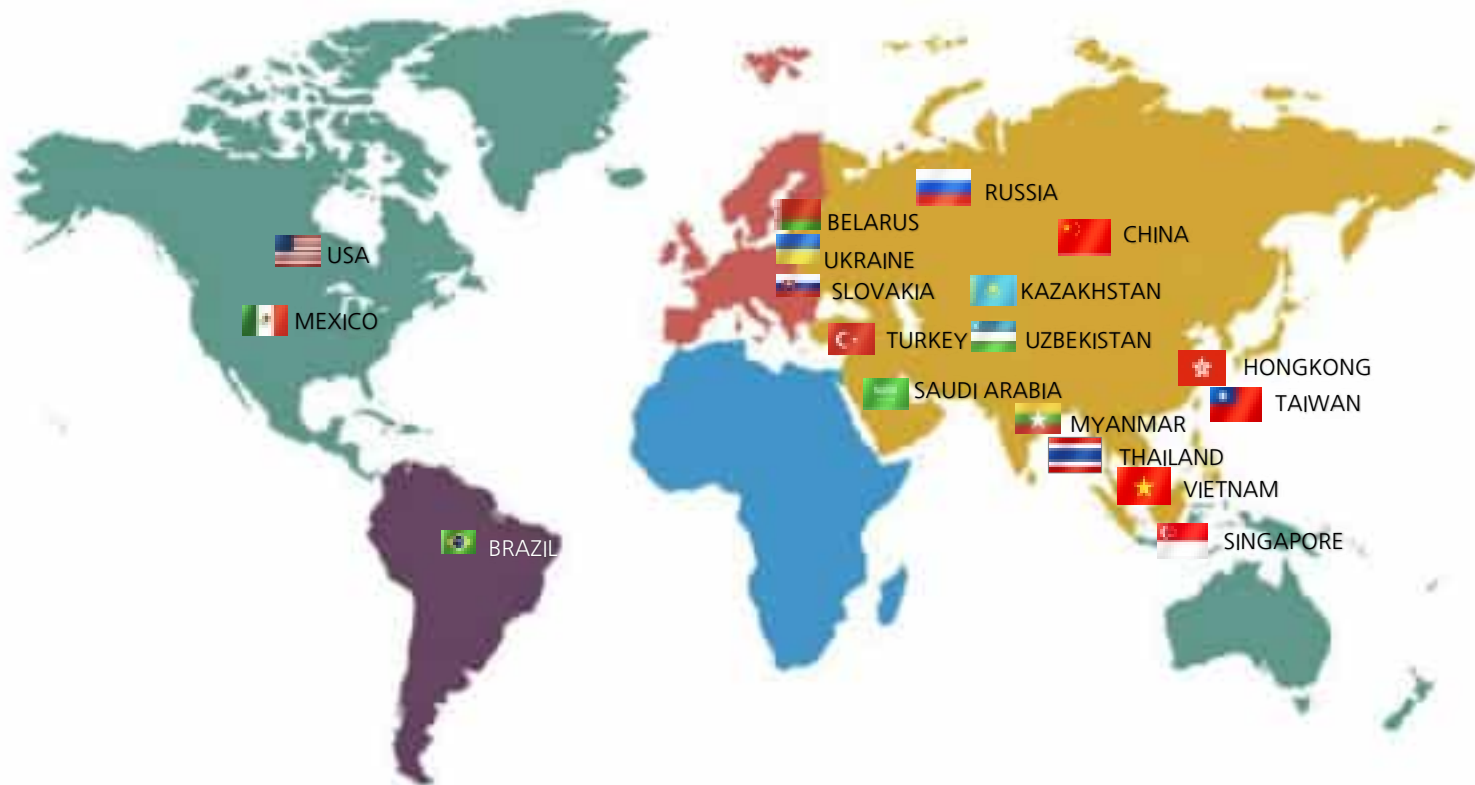 RUSSIA
BELARUS
CHINA
USA
UKRAINE
SLOVAKIA
KAZAKHSTAN
MEXICO
TURKEY
UZBEKISTAN
HONGKONG
SAUDI ARABIA
TAIWAN
MYANMAR
THAILAND
VIETNAM
SINGAPORE
BRAZIL